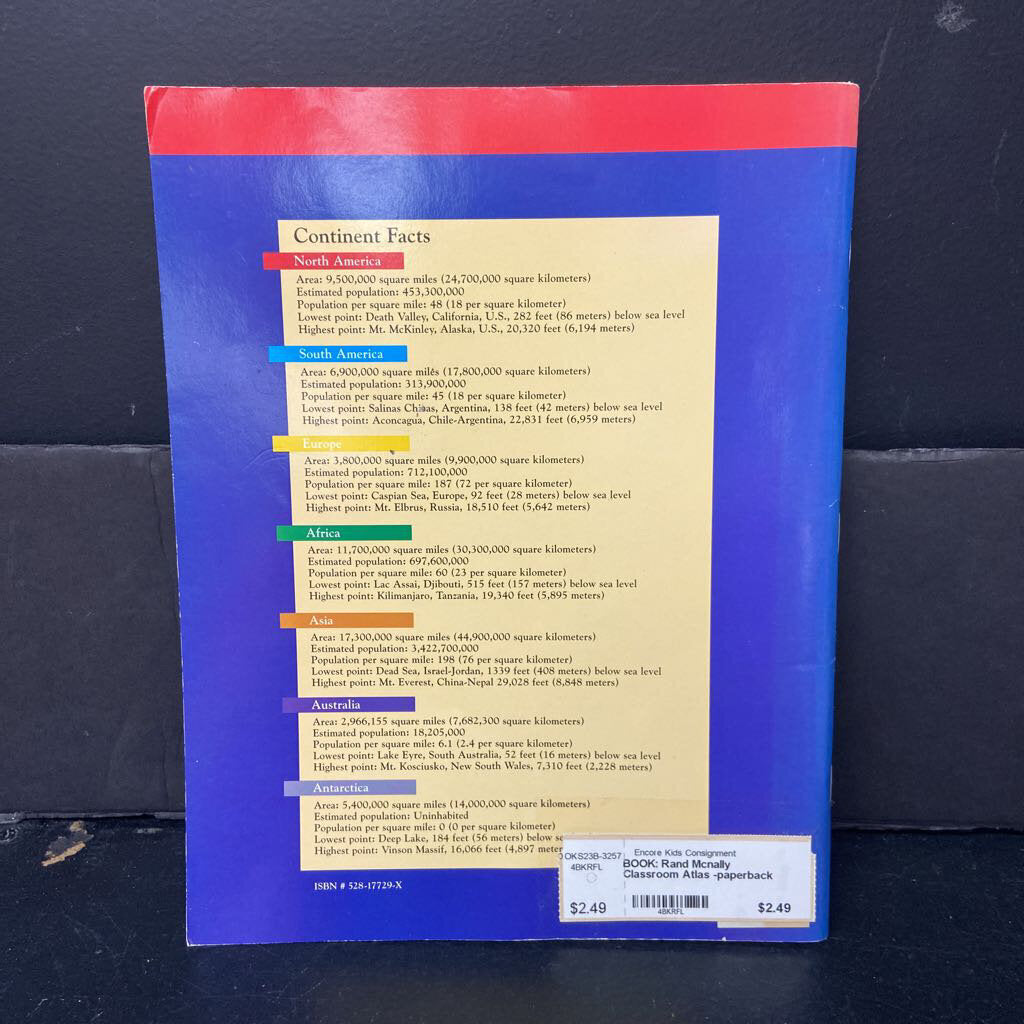 Continent Facts
North America
Area: 9,500,000 square miles (24,700,000 square kilometers)
Estimated population: 453,300,000
Population per square mile: 48 (18 per square kilometer)
Lowest point: Death Valley, California, U.S., 282 feet (86 meters) below sea level
Highest point: Mt. McKinley, Alaska, U.S., 20,320 feet (6,194 meters)
South America
Area: 6,900,000 square miles (17,800,000 square kilometers)
Estimated population: 313,900,000
Population per square mile: 45 (18 per square kilometer)
Lowest point: Salinas Chicas, Argentina, 138 feet (42 meters) below sea level
Highest point: Aconcagua, Chile-Argentina, 22,831 feet (6,959 meters)
Europe
Area: 3,800,000 square miles (9,900,000 square kilometers)
Estimated population: 712,100,000
Population per square mile: 187 (72 per square kilometer)
Lowest point: Caspian Sea, Europe, 92 feet (28 meters) below sea level
Highest point: Mt. Elbrus, Russia, 18,510 feet (5,642 meters)
Africa
Area: 11,700,000 square miles (30,300,000 square kilometers)
Estimated population: 697,600,000
Population per square mile: 60 (23 per square kilometer)
Lowest point: Lac Assai, Djibouti, 515 feet (157 meters) below sea level
Highest point: Kilimanjaro, Tanzania, 19,340 feet (5,895 meters)
Asia
Area: 17,300,000 square miles (44,900,000 square kilometers)
Estimated population: 3,422,700,000
Population per square mile: 198 (76 per square kilometer)
Lowest point: Dead Sea, Israel-Jordan, 1339 feet (408 meters) below sea level
Highest point: Mt. Everest, China-Nepal 29,028 feet (8,848 meters)
Australia
Area: 2,966,155 square miles (7,682,300 square kilometers)
Estimated population: 18,205,000
Population per square mile: 6.1 (2.4 per square kilometer)
Lowest point: Lake Eyre, South Australia, 52 feet (16 meters) below sea level
Highest point: Mt. Kosciusko, New South Wales, 7,310 feet (2,228 meters)
Antarctica
Area: 5,400,000 square miles (14,000,000 square kilometers)
Estimated population: Uninhabited
Population per square mile: 0 (0 per square kilometer)
Lowest point: Deep Lake, 184 feet (56 meters) below
Highest point: Vinson Massif, 16,066 feet (4,897
ISBN # 528-17729-X
OKS23B-3257
4BKRFL
$2.49
Encore Kids Consignment
BOOK: Rand Mcnally
Classroom Atlas -paperback
4BKRFL
$2.49